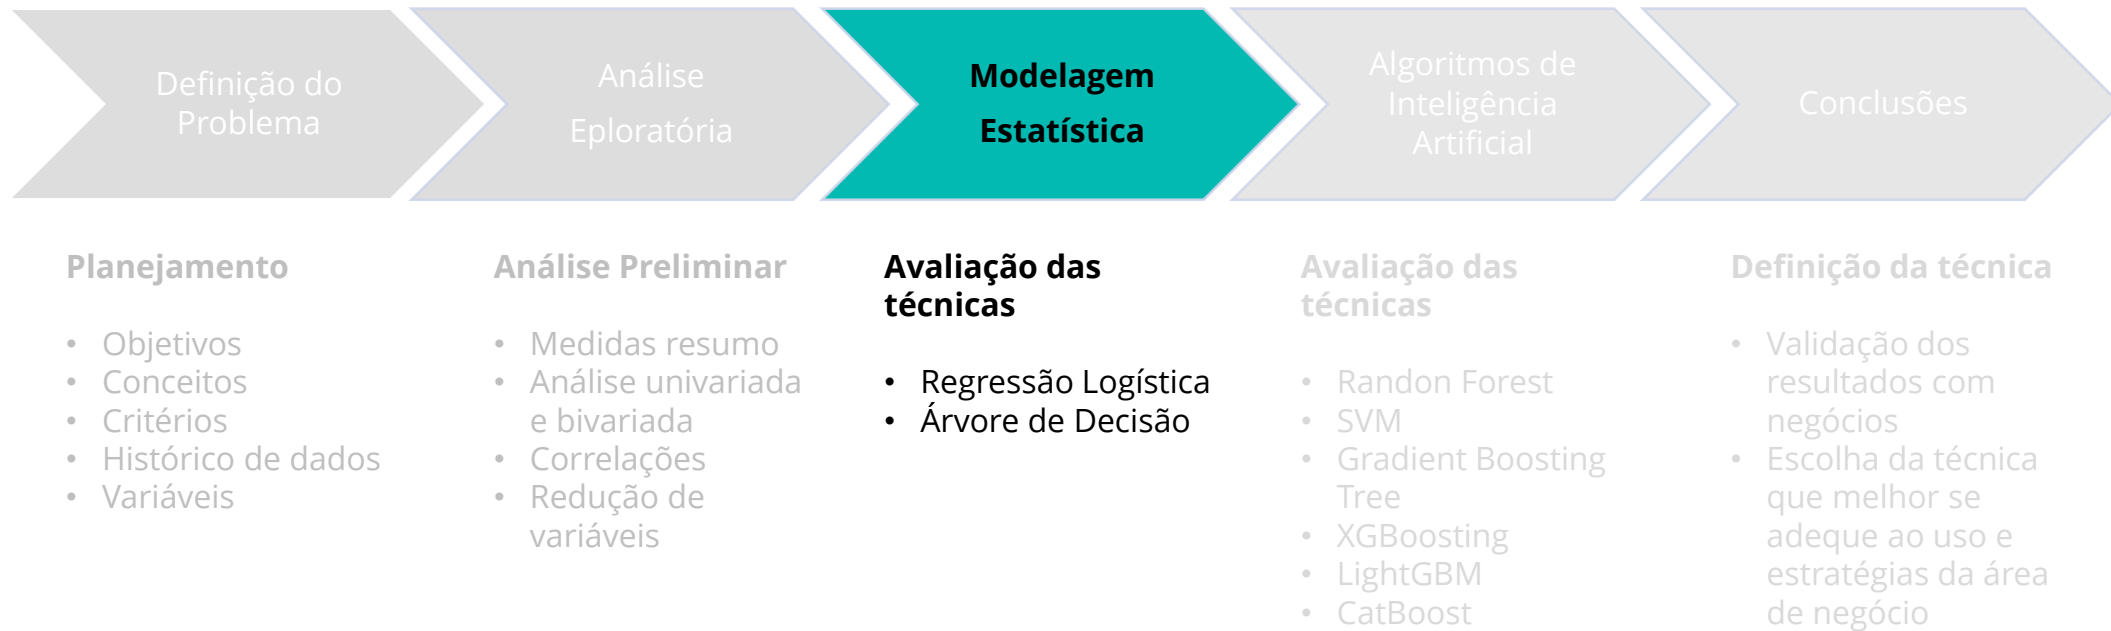 Definição do
Problema
Análise
Eploratória
Modelagem
Estatística
Algoritmos de
Inteligência
Artificial
Conclusões
Planejamento
• Objetivos
• Conceitos
• Critérios
• Histórico de dados
• Variáveis
Análise Preliminar
• Medidas resumo
• Análise univariada
e bivariada
• Correlações
• Redução de
variáveis
Avaliação das
técnicas
• Regressão Logística
• Árvore de Decisão
Avaliação das
técnicas
• Randon Forest
• SVM
• Gradient Boosting
Tree
• XGBoosting
• LightGBM
• CatBoost
Definição da técnica
• Validação dos
resultados com
negócios
• Escolha da técnica
que melhor se
adeque ao uso e
estratégias da área
de negócio